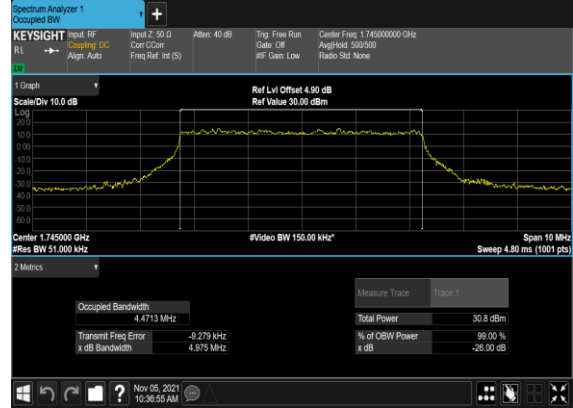 Spectrum Analyzer 1
Occupied BW
KEYSIGHT
RL
Input: RF
Coupling: DC
Align: Auto
Input Z: 50 Ω
Corr CCorr
Freq Ref: Int (S)
Atten: 40 dB
Trig: Free Run
Gate: Off
#IF Gain: Low
Center Freq: 1.745000000 GHz
Avg|Hold: 500/500
Radio Std: None
1 Graph
Scale/Div 10.0 dB
Ref Lvl Offset 4.90 dB
Ref Value 30.00 dBm
Log
20.0
10.0
0.00
-10.0
-20.0
-30.0
-40.0
-50.0
-60.0
Center 1.745000 GHz
#Res BW 51.000 kHz
#Video BW 150.00 kHz*
Span 10 MHz
Sweep 4.80 ms (1001 pts)
2 Metrics
Measure Trace
Trace 1
Occupied Bandwidth
4.4713 MHz
Total Power 30.8 dBm
Transmit Freq Error -9.279 kHz
x dB Bandwidth 4.975 MHz
% of OBW Power 99.00 %
x dB -26.00 dB
Nov 05, 2021
10:36:55 AM